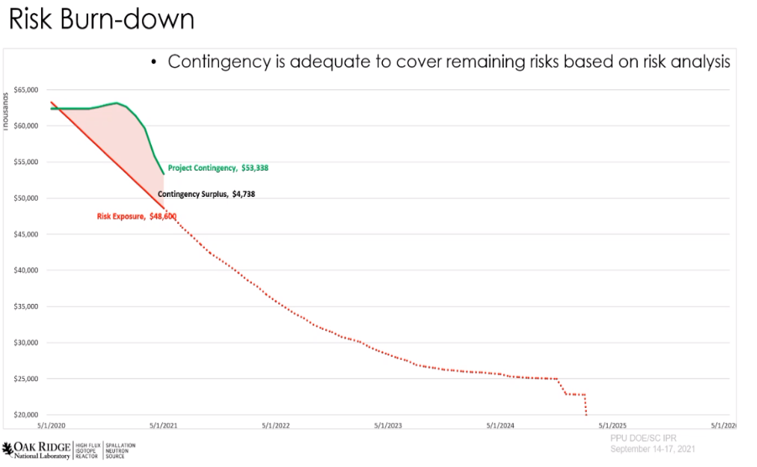 Risk Burn-down
• Contingency is adequate to cover remaining risks based on risk analysis
Thousands
$65,000
$60,000
$55,000
$50,000
$45,000
$40,000
$35,000
$30,000
$25,000
$20,000
Project Contingency, $53,338
Contingency Surplus, $4,738
Risk Exposure, $48,600
5/1/2020
5/1/2021
5/1/2022
5/1/2023
5/1/2024
5/1/2025
OAK RIDGE
National Laboratory
HIGH FLUX
ISOTOPE
REACTOR
SPALLATION
NEUTRON
SOURCE
PPU DOE/SC IPR
September 14-17, 2021